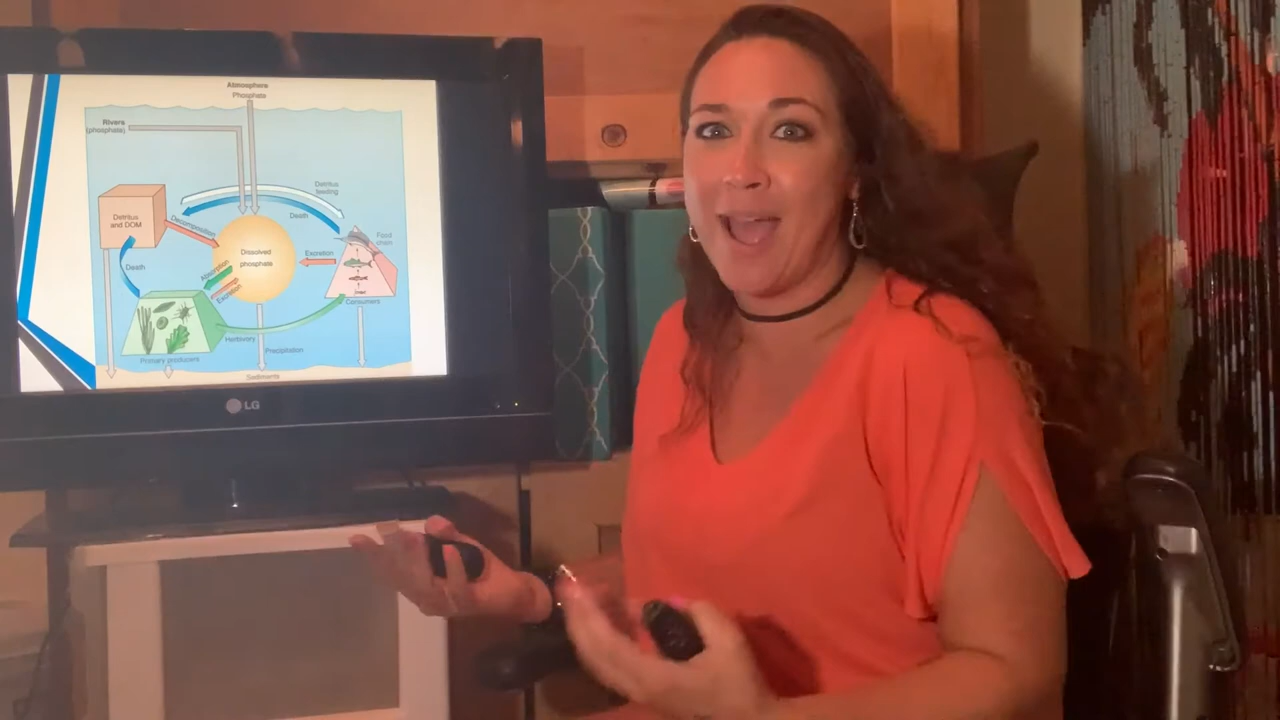 Atmosphere
Phosphate
Rivers
(phosphate)
Detritus
feeding
Detritus
and DOM
Decomposition
Death
Food
chain
Dissolved
phosphate
Excretion
Absorption
Excretion
Death
Consumers
Herbivory
Precipitation
Primary producers
Sediments
LG